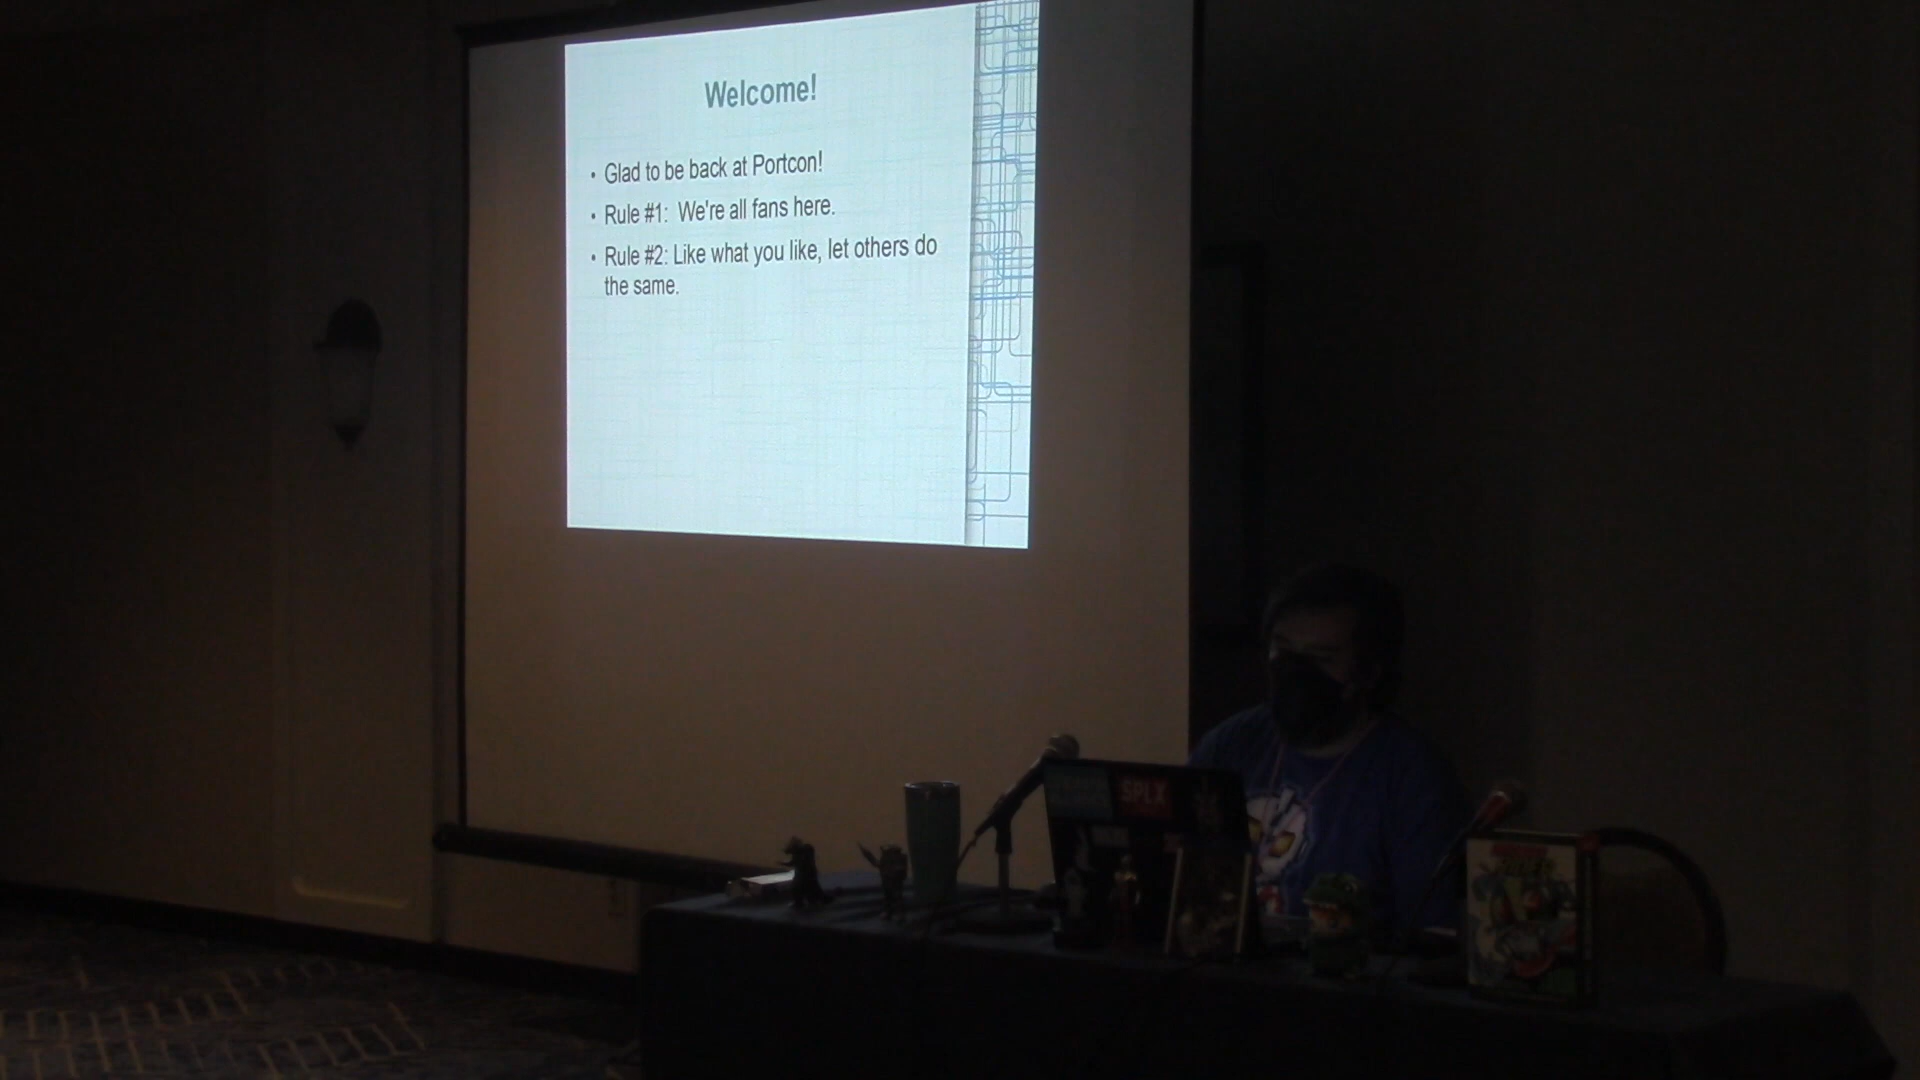 Welcome!
• Glad to be back at Portcon!
• Rule #1:  We're all fans here.
• Rule #2: Like what you like, let others do
the same.
SPLX